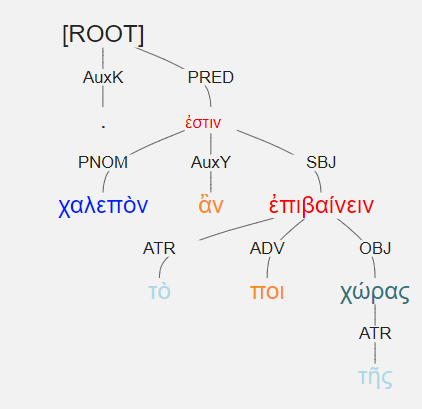 [ROOT]
AuxK PRED
. ἐστιν
PNOM AuxY SBJ
χαλεπὸν ἂν ἐπιβαίνειν
ATR ADV OBJ
τὸ ποι χώρας
ATR
τῆς